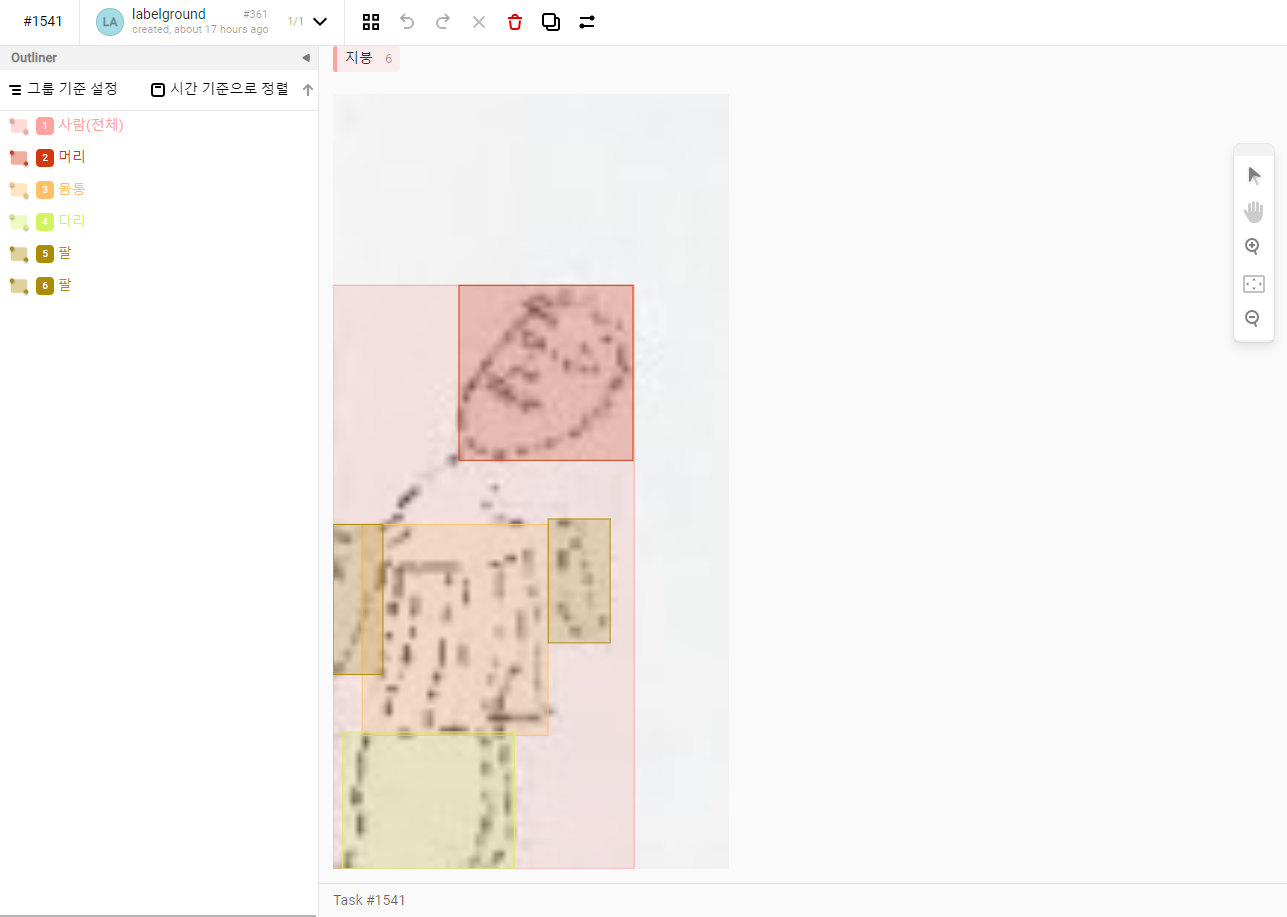 #1541
LA
labelground #361
created, about 17 hours ago
1/1
Outliner
그룹 기준 설정
시간 기준으로 정렬
1 사람(전체)
2 머리
3 몸통
4 다리
5 팔
6 팔
지붕 6
Task #1541